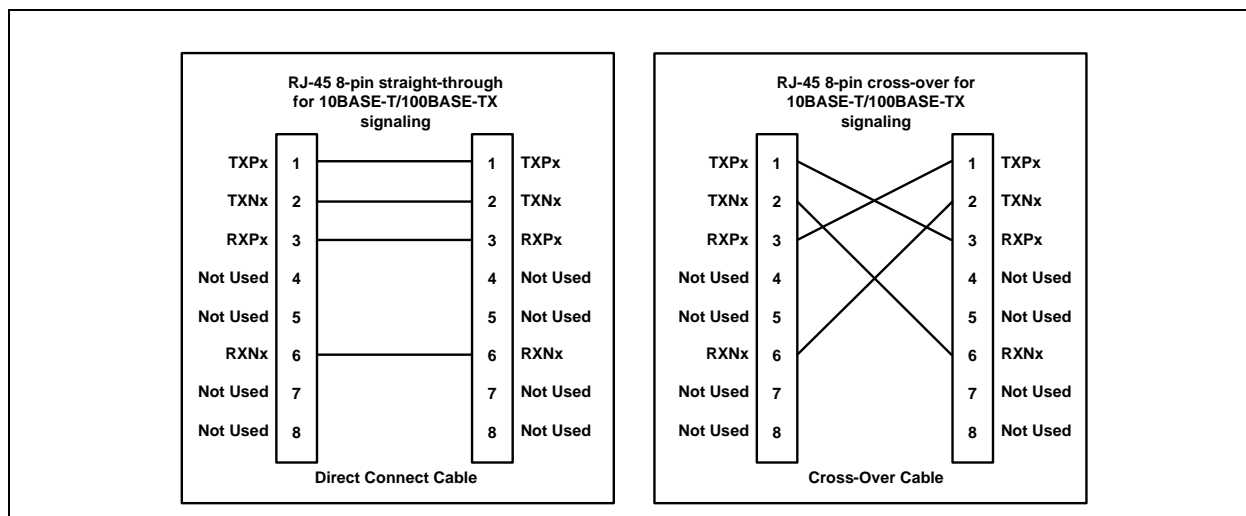 RJ-45 8-pin straight-through
for 10BASE-T/100BASE-TX
signaling
TXPx 1 1 TXPx
TXNx 2 2 TXNx
RXPx 3 3 RXPx
Not Used 4 4 Not Used
Not Used 5 5 Not Used
RXNx 6 6 RXNx
Not Used 7 7 Not Used
Not Used 8 8 Not Used
Direct Connect Cable
RJ-45 8-pin cross-over for
10BASE-T/100BASE-TX
signaling
TXPx 1 1 TXPx
TXNx 2 2 TXNx
RXPx 3 3 RXPx
Not Used 4 4 Not Used
Not Used 5 5 Not Used
RXNx 6 6 RXNx
Not Used 7 7 Not Used
Not Used 8 8 Not Used
Cross-Over Cable